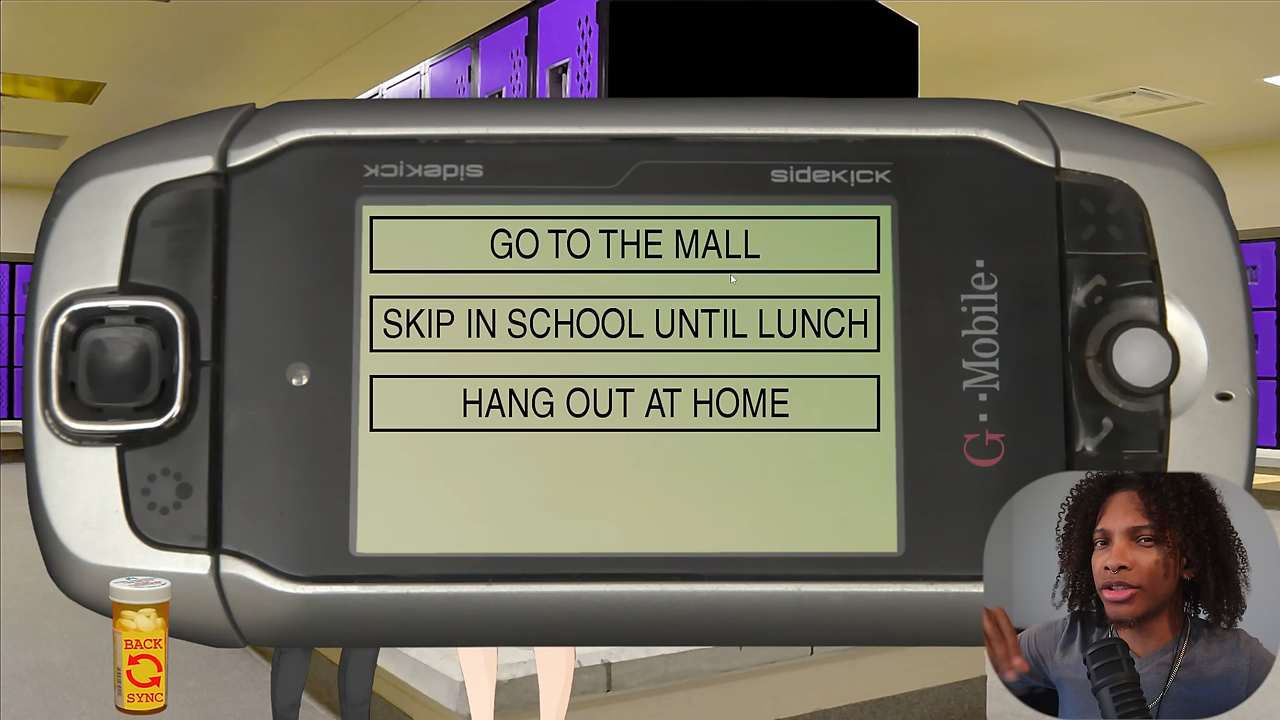 sidekick
sidekick
GO TO THE MALL
SKIP IN SCHOOL UNTIL LUNCH
HANG OUT AT HOME
G··Mobile·
BACK
SYNC